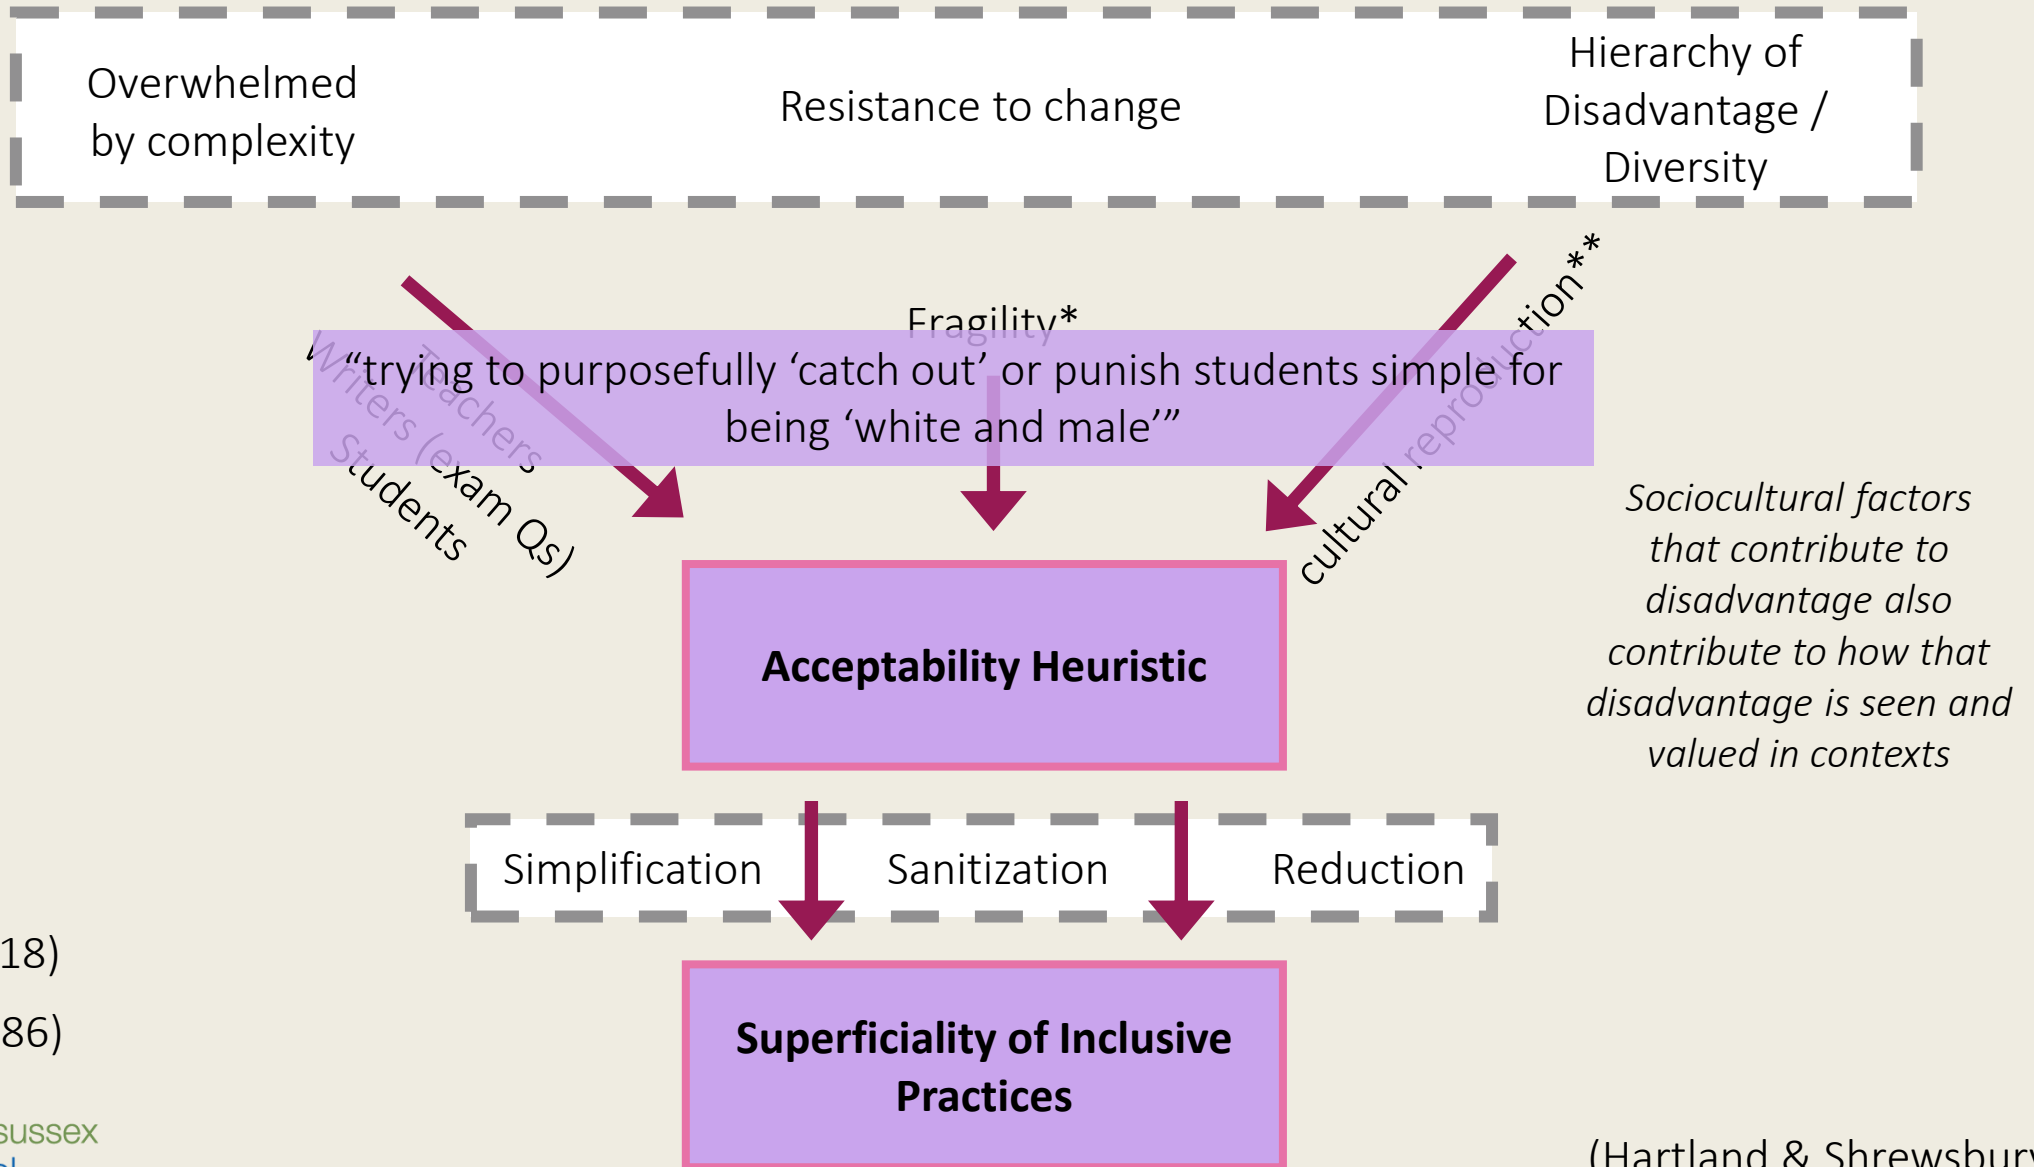 Overwhelmed
by complexity
Resistance to change
Hierarchy of
Disadvantage /
Diversity
Fragility*
Teachers
Writers (exam Qs)
Students
cultural reproduction**
“trying to purposefully ‘catch out’ or punish students simple for
being ‘white and male’”
Acceptability Heuristic
Sociocultural factors
that contribute to
disadvantage also
contribute to how that
disadvantage is seen and
valued in contexts
Simplification
Sanitization
Reduction
18)
86)
Superficiality of Inclusive
Practices
sussex
(Hartland & Shrewsbury